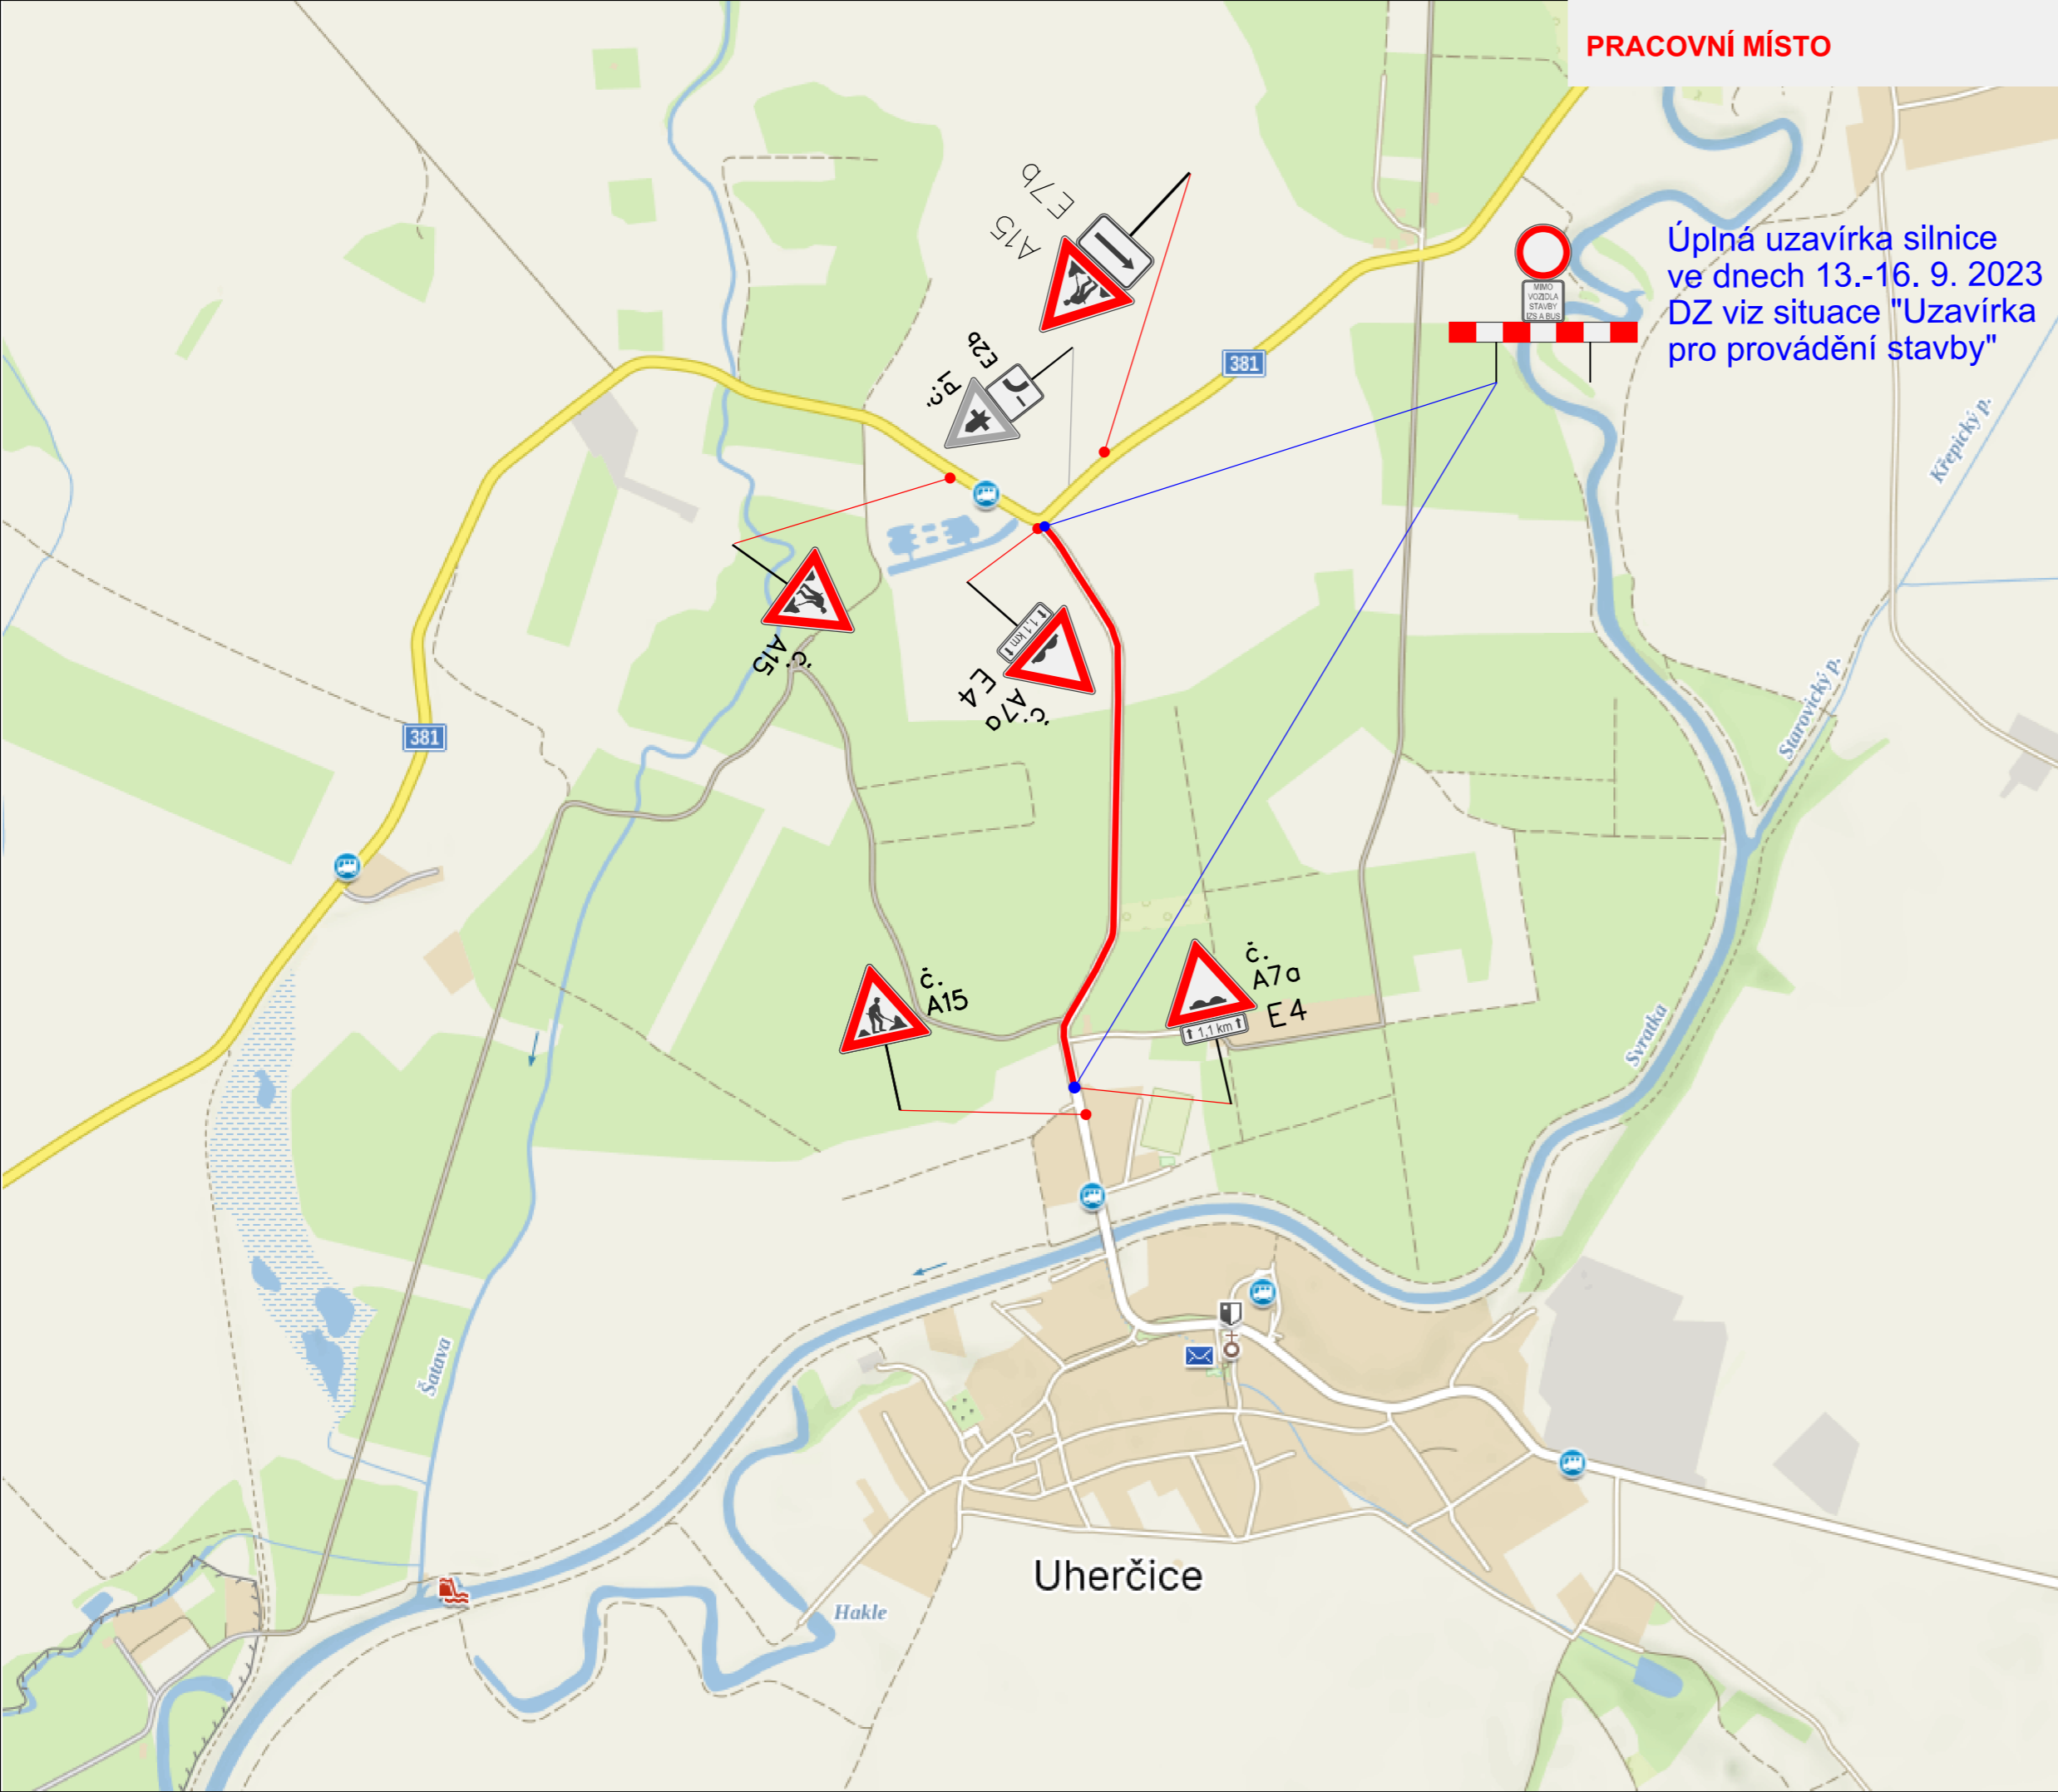 PRACOVNÍ MÍSTO
E7b
A15
E2b
č.
P1
MIMO
VOZIDLA
STAVBY
IZS A BUS
Úplná uzavírka silnice
ve dnech 13.-16. 9. 2023
DZ viz situace "Uzavírka
pro provádění stavby"
381
Křepický p.
č.
A15
1,1 km
č.
A7a
E4
Starovický p.
381
č.
A15
č.
A7a
E4
1,1 km
Svratka
Šatava
Uherčice
Hakle